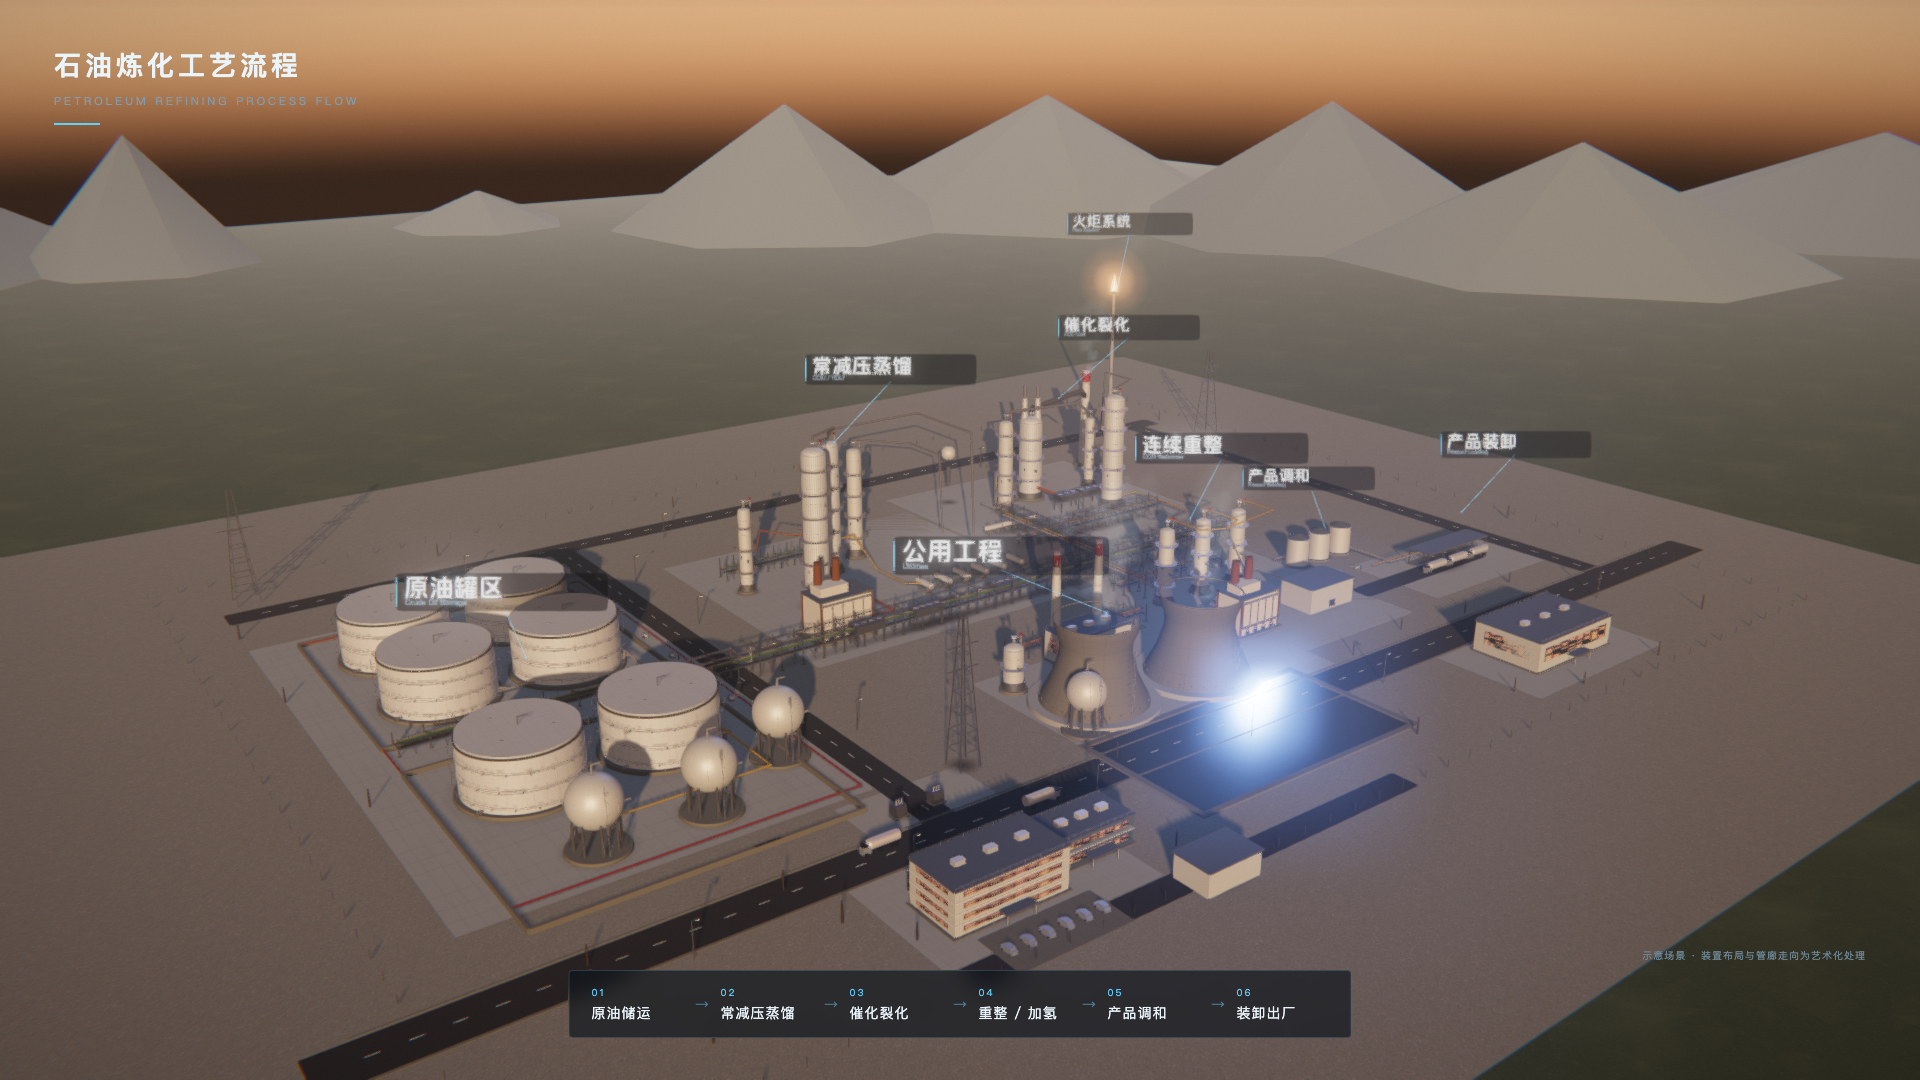 石油炼化工艺流程
PETROLEUM REFINING PROCESS FLOW
火炬系统
催化裂化
常减压蒸馏
连续重整
产品装卸
产品调和
公用工程
原油罐区
Crude Oil Storage
示意场景 · 装置布局与管廊走向为艺术化处理
01
原油储运
→
02
常减压蒸馏
→
03
催化裂化
→
04
重整 / 加氢
→
05
产品调和
→
06
装卸出厂